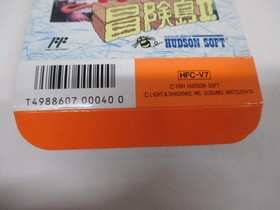 冒険島II
HUDSON SOFT
HFC-V7
T4988607 00040 0
© 1991 HUDSON SOFT
© LIGHT & SHADOWS, INC. SUSUMU MATSUSHITA